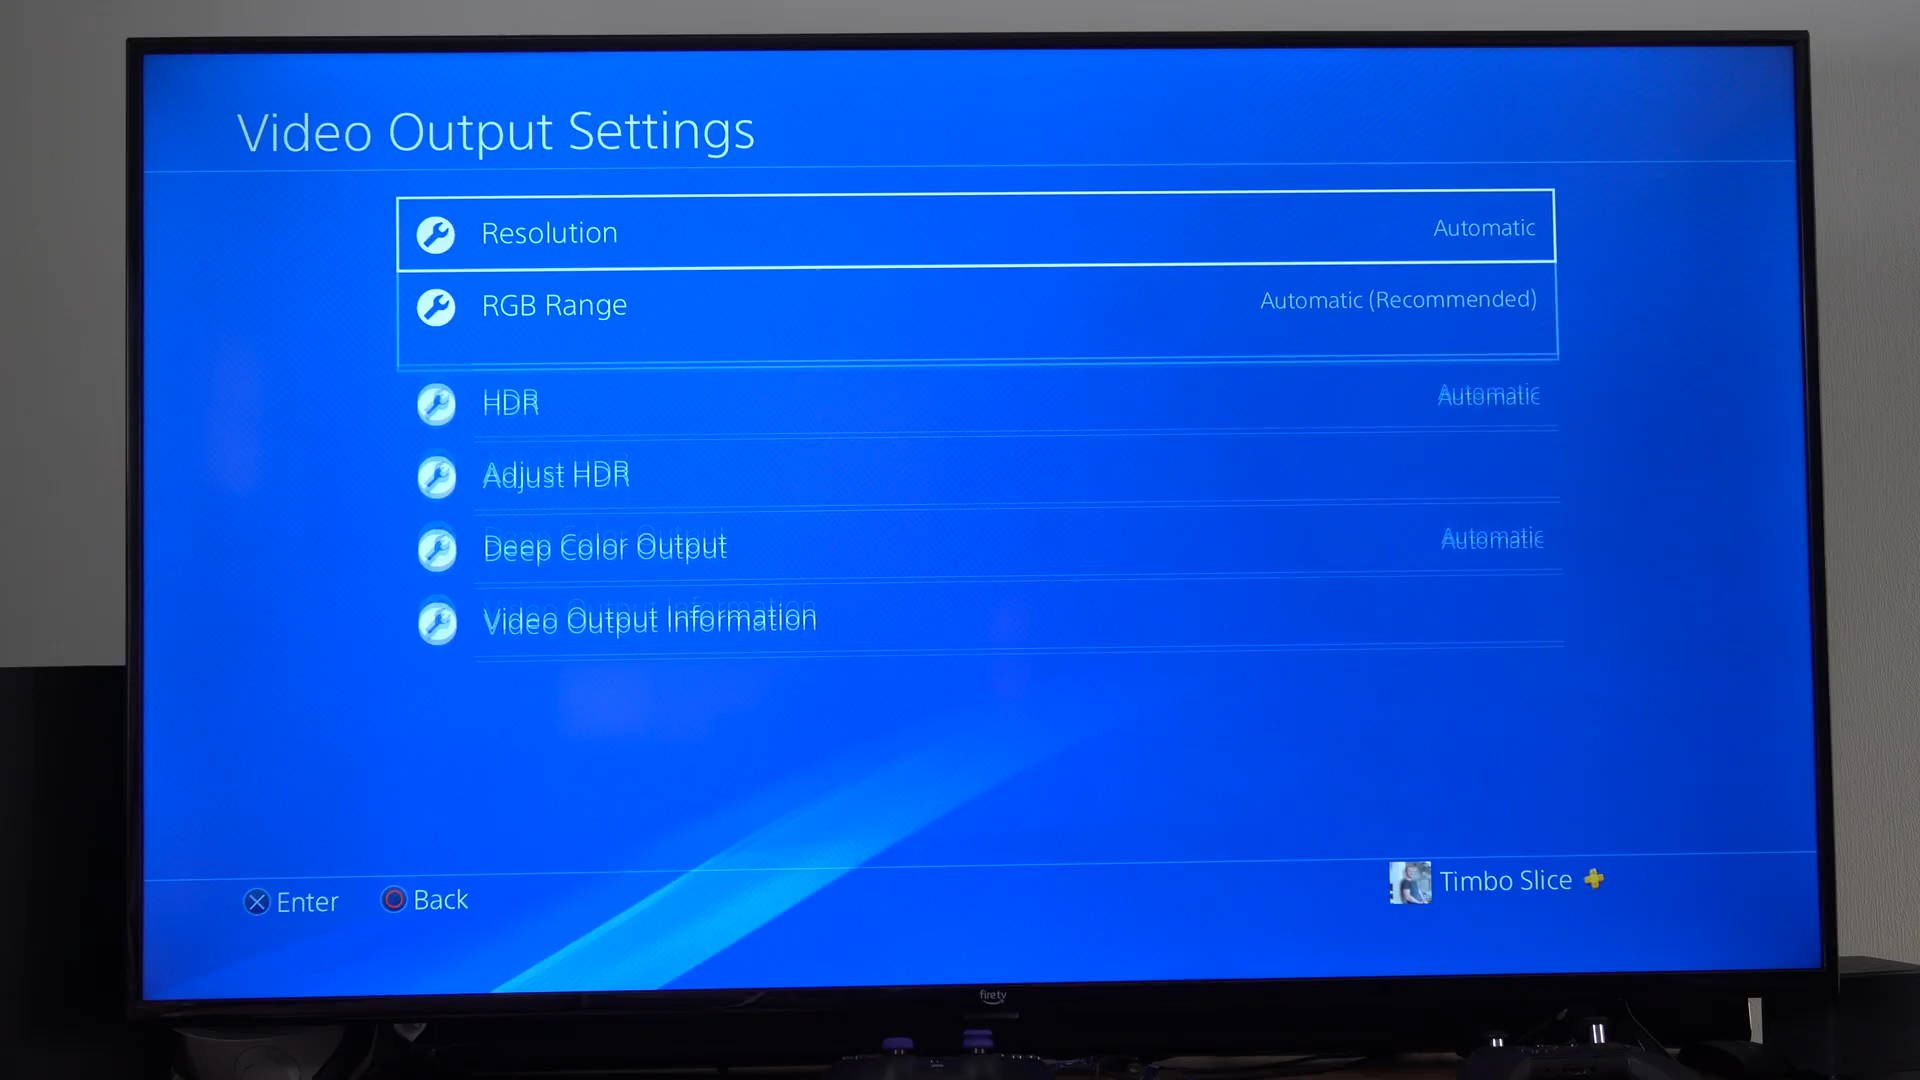 Video Output Settings
Resolution Automatic
RGB Range Automatic (Recommended)
HDR Automatic
Adjust HDR
Deep Color Output Automatic
Video Output Information
Enter Back
Timbo Slice
firetv